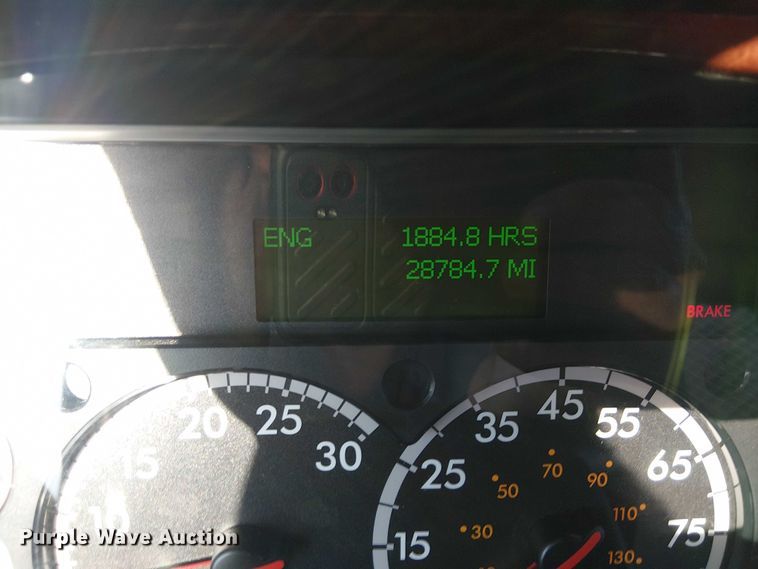 ENG 1884.8 HRS
28784.7 MI
BRAKE
10 15 20 25 30
15 25 35 45 55 65 75
30 50 70 90 110 130
Purple Wave Auction